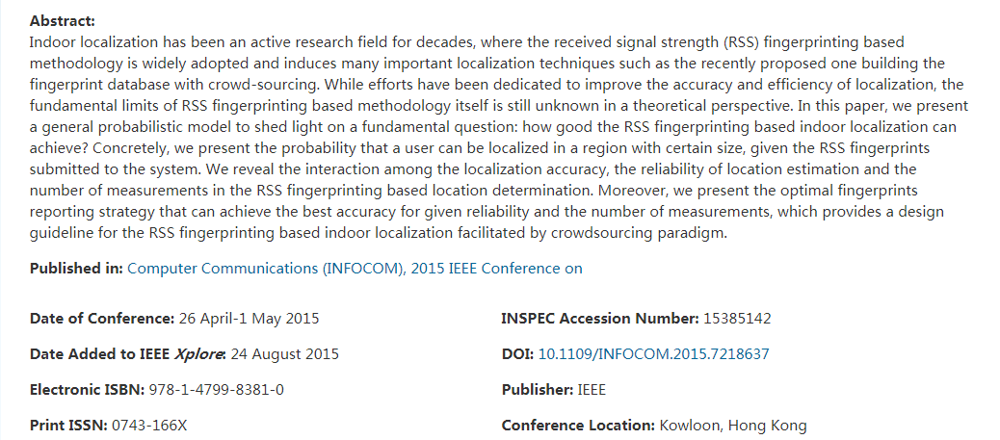 Abstract:
Indoor localization has been an active research field for decades, where the received signal strength (RSS) fingerprinting based
methodology is widely adopted and induces many important localization techniques such as the recently proposed one building the
fingerprint database with crowd-sourcing. While efforts have been dedicated to improve the accuracy and efficiency of localization, the
fundamental limits of RSS fingerprinting based methodology itself is still unknown in a theoretical perspective. In this paper, we present
a general probabilistic model to shed light on a fundamental question: how good the RSS fingerprinting based indoor localization can
achieve? Concretely, we present the probability that a user can be localized in a region with certain size, given the RSS fingerprints
submitted to the system. We reveal the interaction among the localization accuracy, the reliability of location estimation and the
number of measurements in the RSS fingerprinting based location determination. Moreover, we present the optimal fingerprints
reporting strategy that can achieve the best accuracy for given reliability and the number of measurements, which provides a design
guideline for the RSS fingerprinting based indoor localization facilitated by crowdsourcing paradigm.
Published in: Computer Communications (INFOCOM), 2015 IEEE Conference on
Date of Conference: 26 April-1 May 2015
INSPEC Accession Number: 15385142
Date Added to IEEE Xplore: 24 August 2015
DOI: 10.1109/INFOCOM.2015.7218637
Electronic ISBN: 978-1-4799-8381-0
Publisher: IEEE
Print ISSN: 0743-166X
Conference Location: Kowloon, Hong Kong